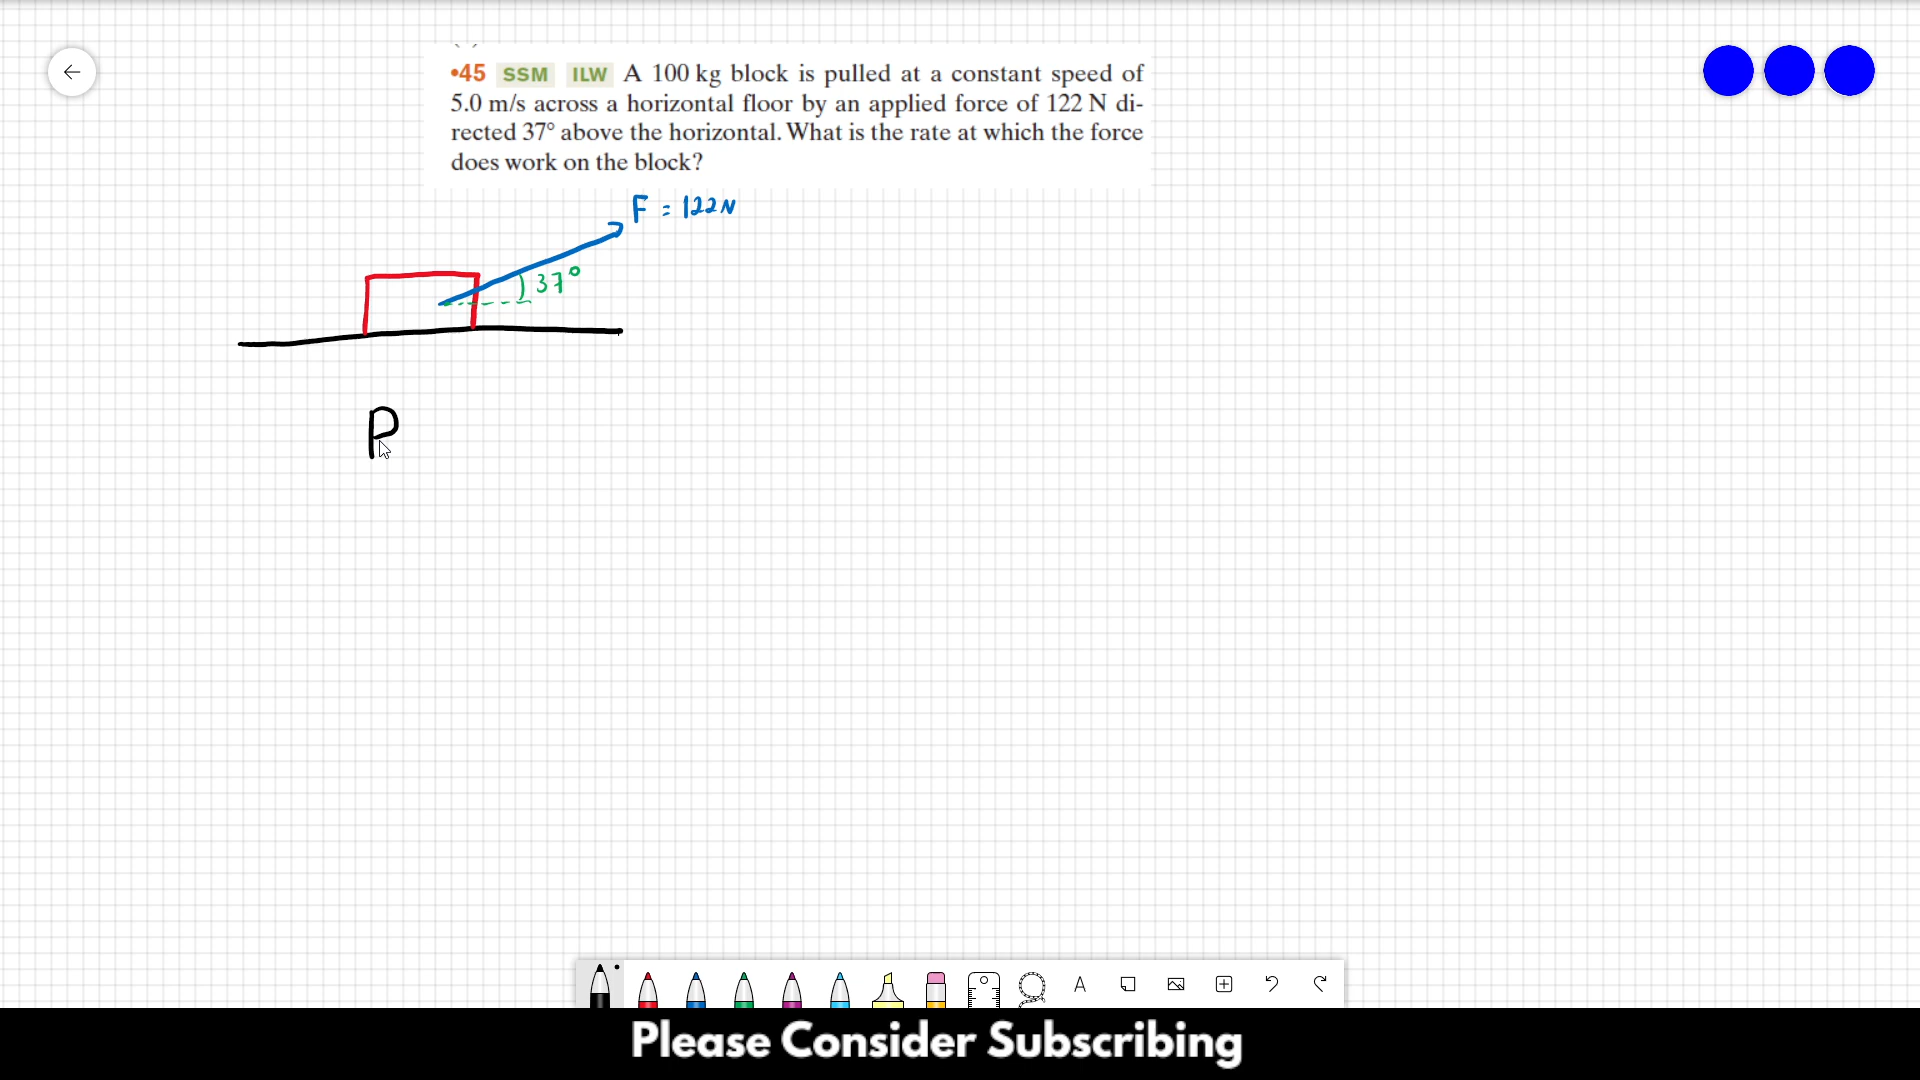 •45 SSM ILW A 100 kg block is pulled at a constant speed of
5.0 m/s across a horizontal floor by an applied force of 122 N di-
rected 37° above the horizontal. What is the rate at which the force
does work on the block?
F = 122N
37°
P
A
Please Consider Subscribing